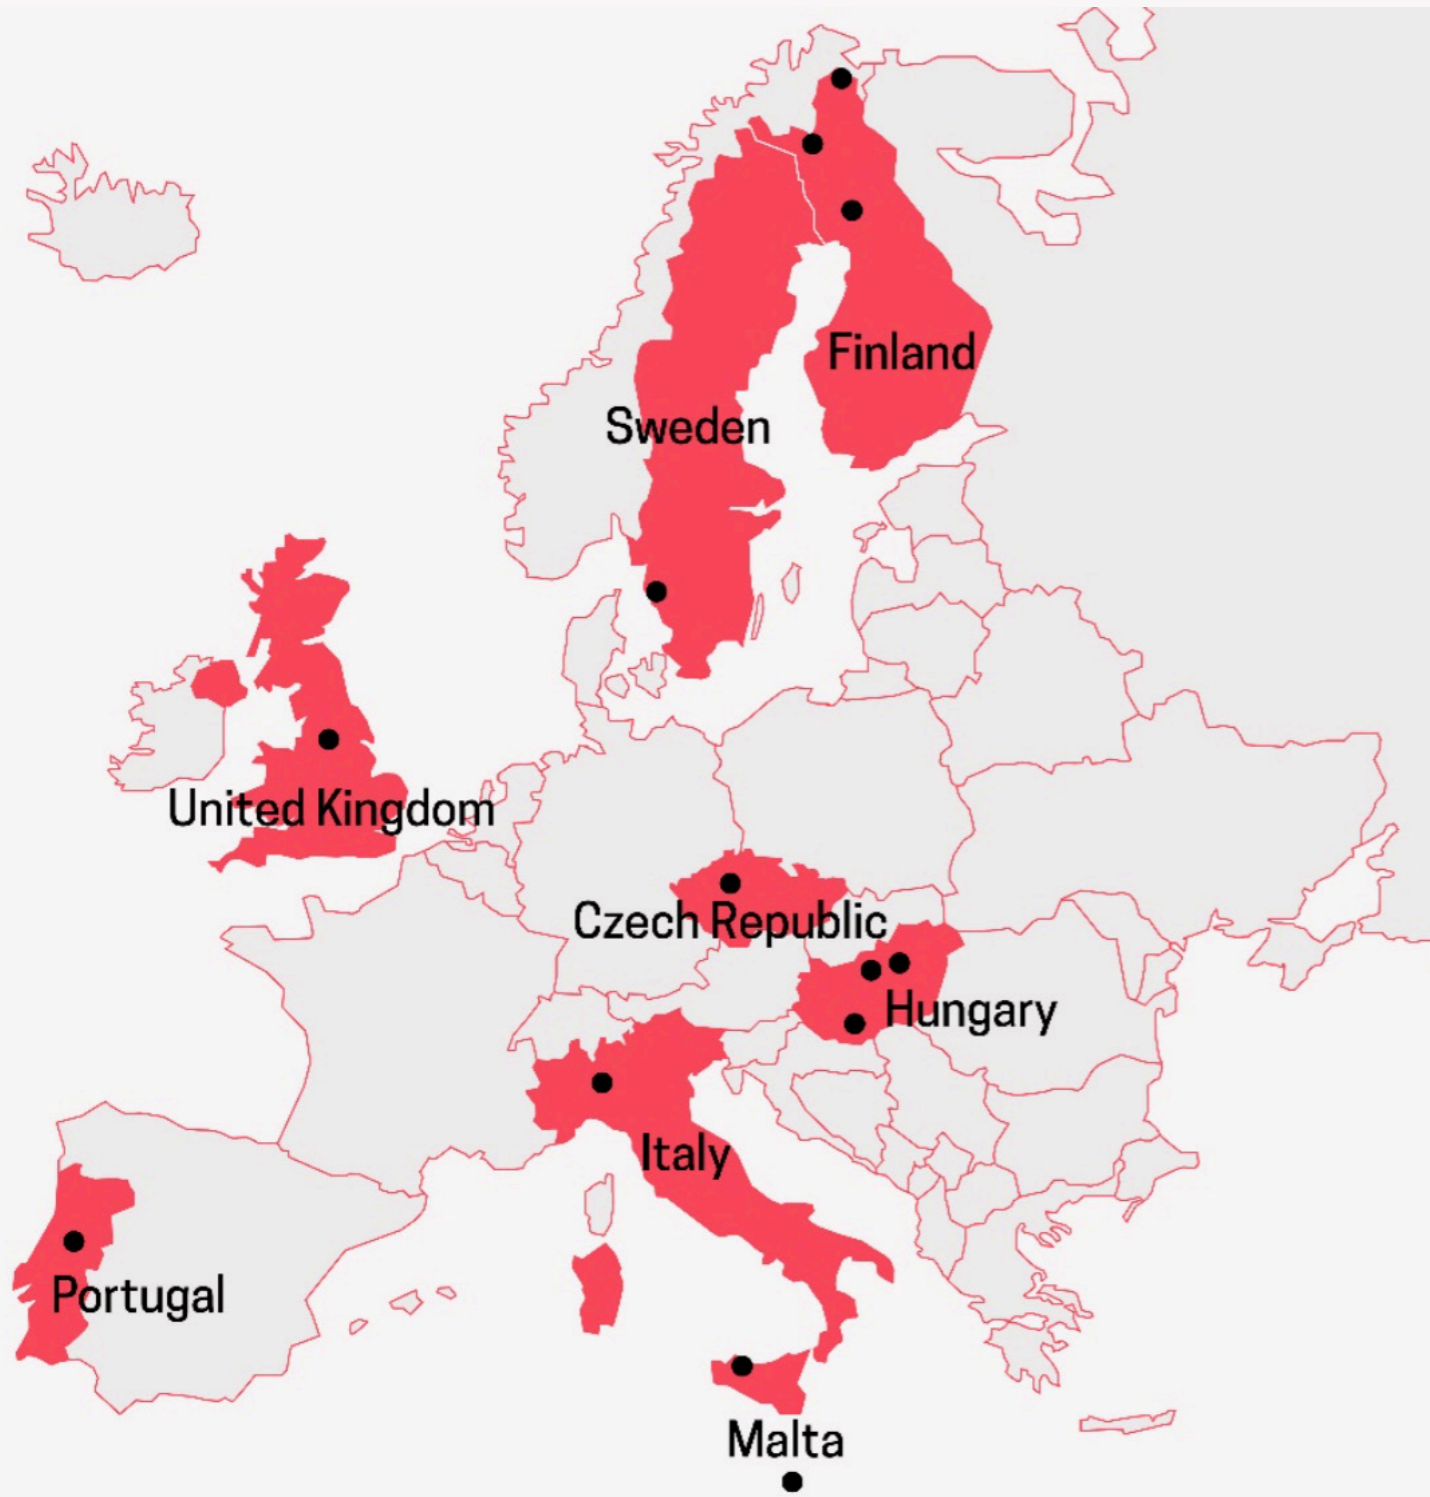 Finland
Sweden
United Kingdom
Czech Republic
Hungary
Italy
Portugal
Malta